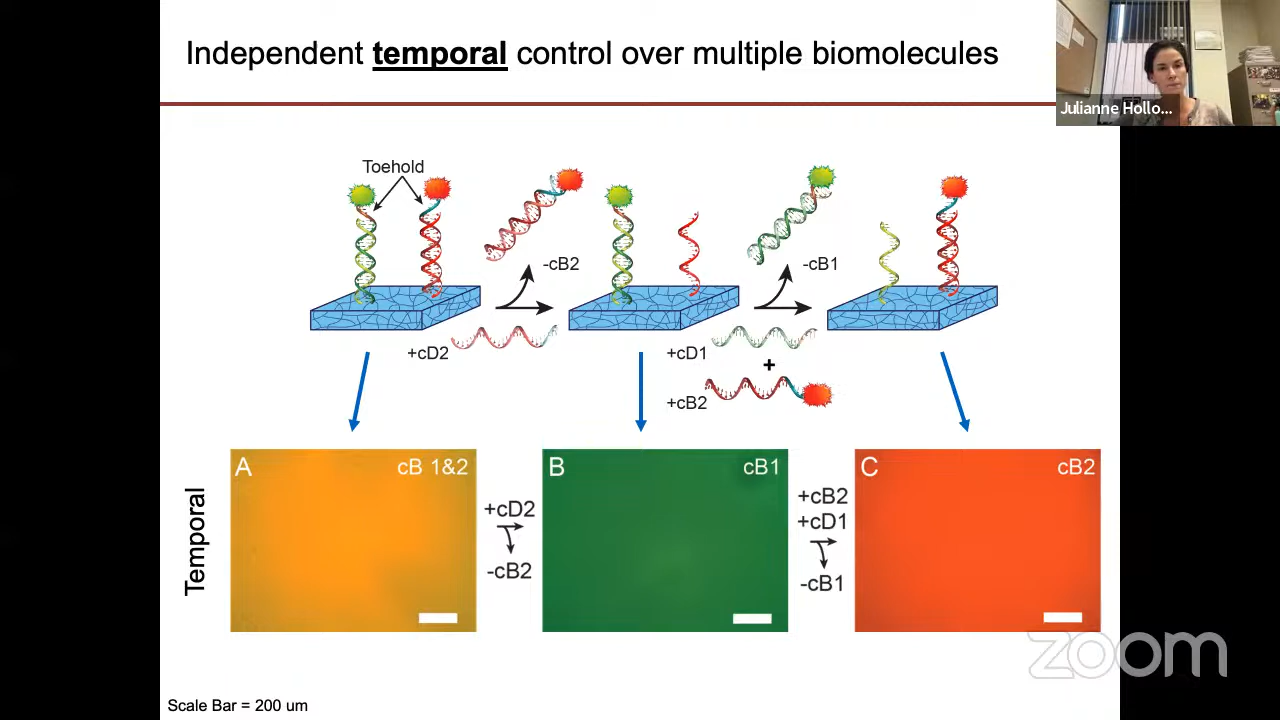 Independent temporal control over multiple biomolecules
Julianne Hollo...
Toehold
-cB2
-cB1
+cD2
+cD1
+
+cB2
Temporal
A
cB 1&2
+cD2
-cB2
B
cB1
+cB2
+cD1
-cB1
C
cB2
zoom
Scale Bar = 200 um